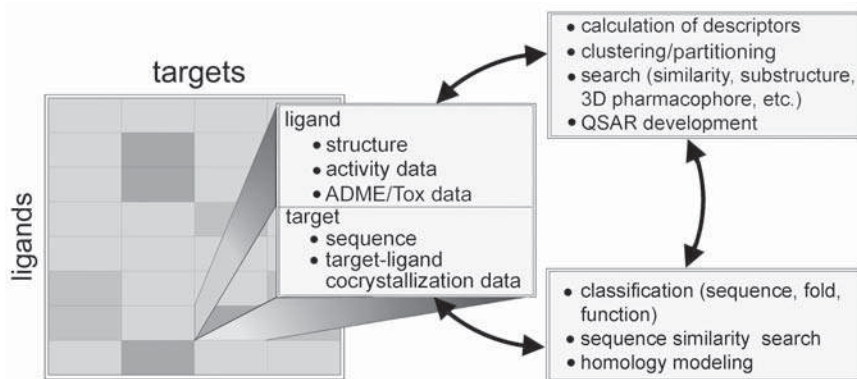 targets
ligands
ligand
• structure
• activity data
• ADME/Tox data
target
• sequence
• target-ligand
cocrystallization data
• calculation of descriptors
• clustering/partitioning
• search (similarity, substructure,
3D pharmacophore, etc.)
• QSAR development
• classification (sequence, fold,
function)
• sequence similarity search
• homology modeling